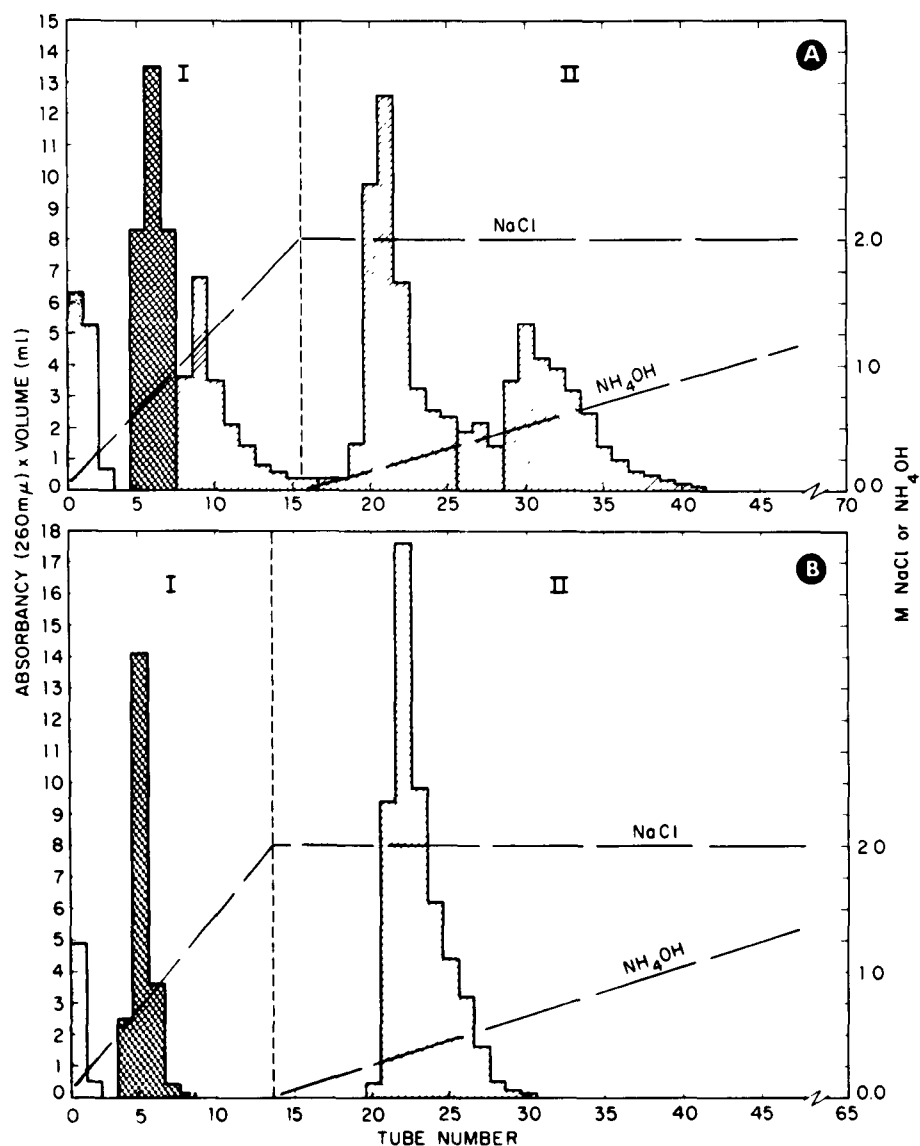 A
I
II
15
14
13
12
11
10
9
8
7
6
5
4
3
2
1
0
NaCl
NH4OH
2.0
1.0
0.0
0 5 10 15 20 25 30 35 40 45 70
B
I
II
18
17
16
15
14
13
12
11
10
9
8
7
6
5
4
3
2
1
0
NaCl
NH4OH
2.0
1.0
0.0
0 5 10 15 20 25 30 35 40 45 65
ABSORBANCY (260mμ) x VOLUME (ml)
M NaCl or NH4OH
TUBE NUMBER